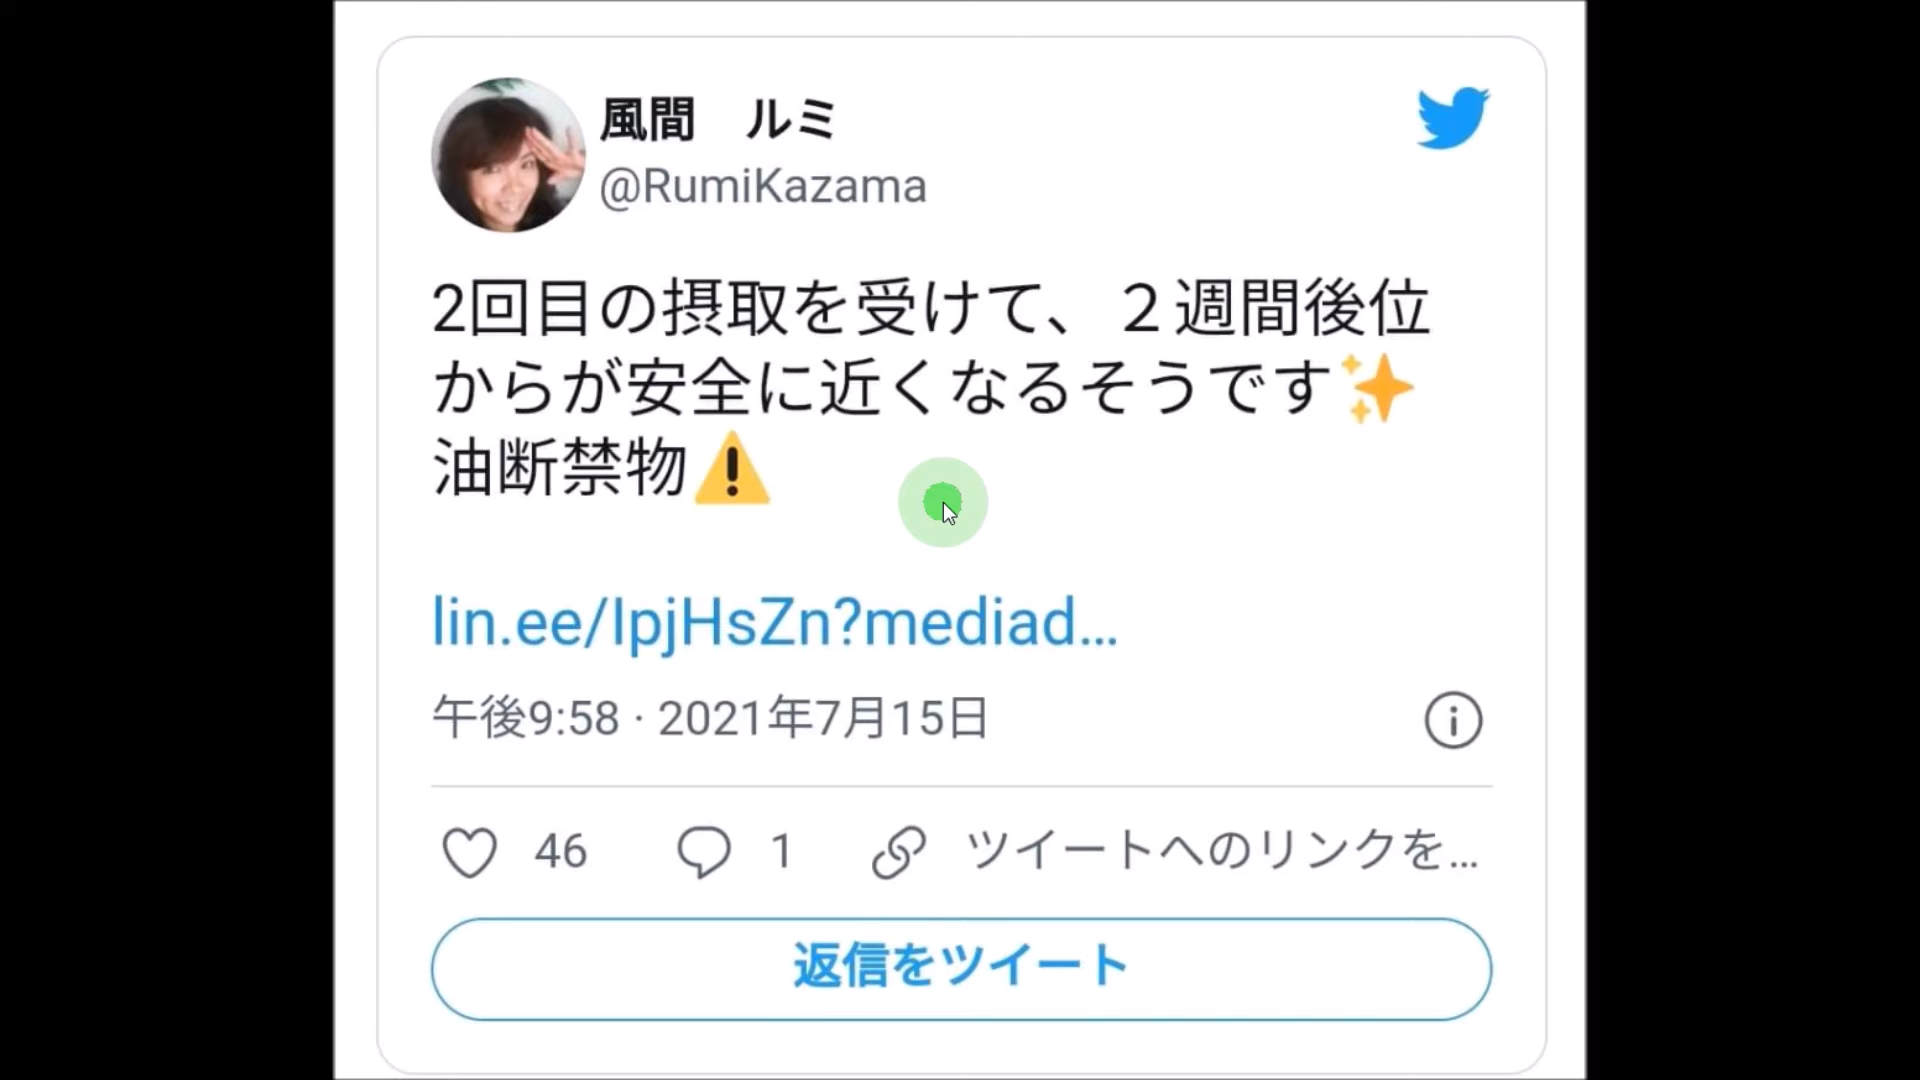 風間　ルミ
@RumiKazama
2回目の摂取を受けて、２週間後位
からが安全に近くなるそうです✨
油断禁物⚠️
lin.ee/IpjHsZn?mediad…
午後9:58 · 2021年7月15日
46 1 ツイートへのリンクを…
返信をツイート